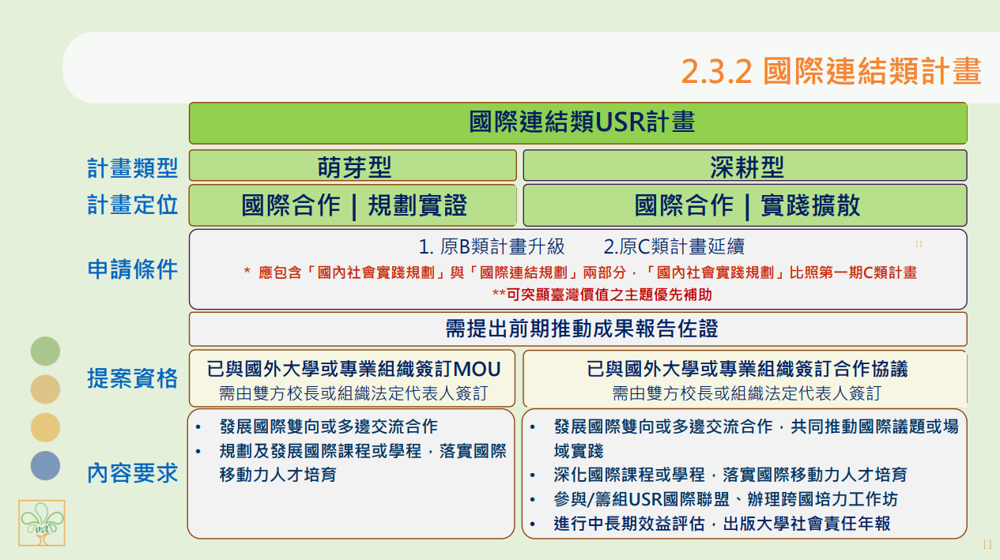 2.3.2 國際連結類計畫
國際連結類USR計畫
計畫類型
萌芽型
深耕型
計畫定位
國際合作 | 規劃實證
國際合作 | 實踐擴散
申請條件
1. 原B類計畫升級 2.原C類計畫延續
11
* 應包含「國內社會實踐規劃」與「國際連結規劃」兩部分，「國內社會實踐規劃」比照第一期C類計畫
**可突顯臺灣價值之主題優先補助
需提出前期推動成果報告佐證
提案資格
已與國外大學或專業組織簽訂MOU
需由雙方校長或組織法定代表人簽訂
已與國外大學或專業組織簽訂合作協議
需由雙方校長或組織法定代表人簽訂
內容要求
• 發展國際雙向或多邊交流合作
• 規劃及發展國際課程或學程，落實國際
移動力人才培育
• 發展國際雙向或多邊交流合作，共同推動國際議題或場
域實踐
• 深化國際課程或學程，落實國際移動力人才培育
• 參與/籌組USR國際聯盟、辦理跨國培力工作坊
• 進行中長期效益評估，出版大學社會責任年報
USR
11